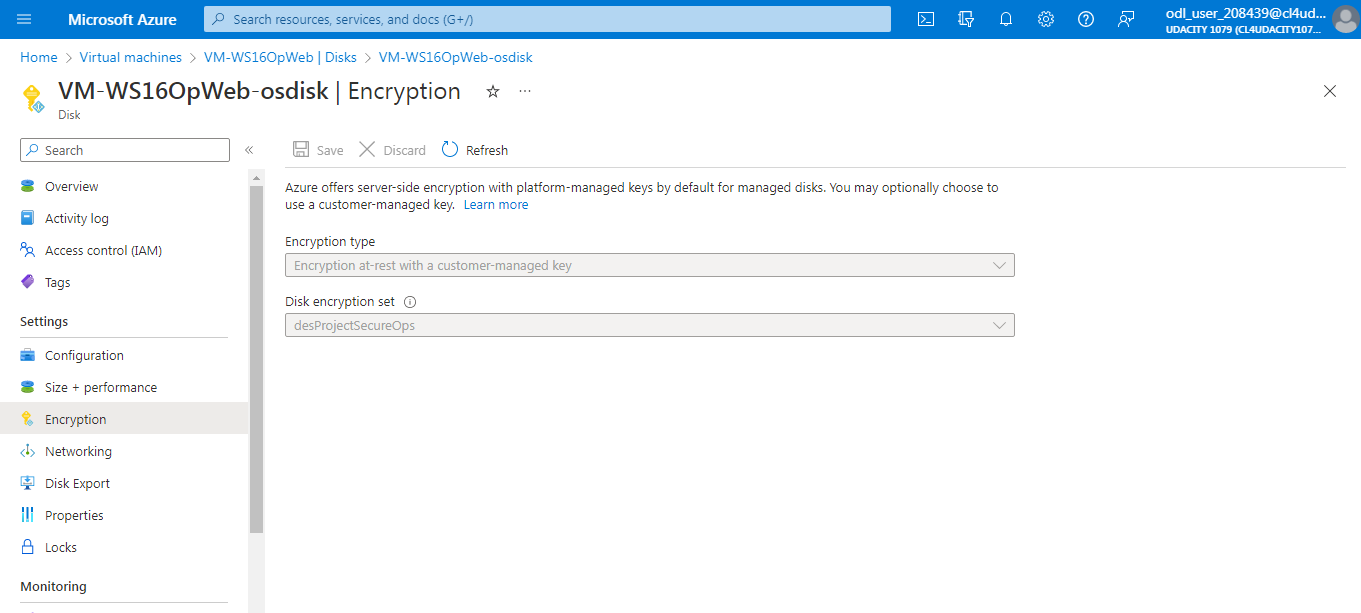 Microsoft Azure
Search resources, services, and docs (G+/)
odl_user_208439@cl4ud...
UDACITY 1079 (CL4UDACITY107...
Home > Virtual machines > VM-WS16OpWeb | Disks > VM-WS16OpWeb-osdisk
VM-WS16OpWeb-osdisk | Encryption
Disk
Search
Overview
Activity log
Access control (IAM)
Tags
Settings
Configuration
Size + performance
Encryption
Networking
Disk Export
Properties
Locks
Monitoring
Save
Discard
Refresh
Azure offers server-side encryption with platform-managed keys by default for managed disks. You may optionally choose to
use a customer-managed key. Learn more
Encryption type
Encryption at-rest with a customer-managed key
Disk encryption set
desProjectSecureOps